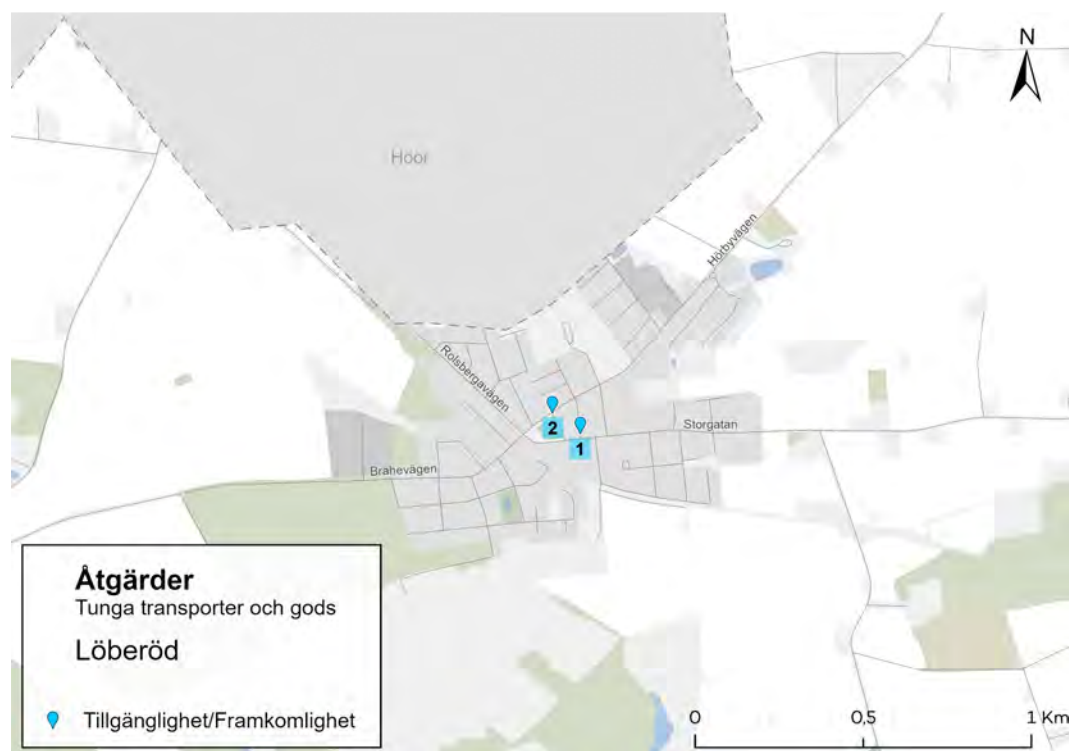 N
Höör
Hörbyvägen
Rolsbergavägen
2
Storgatan
1
Brahevägen
Åtgärder
Tunga transporter och gods
Löberöd
Tillgänglighet/Framkomlighet
0 0,5 1 Km